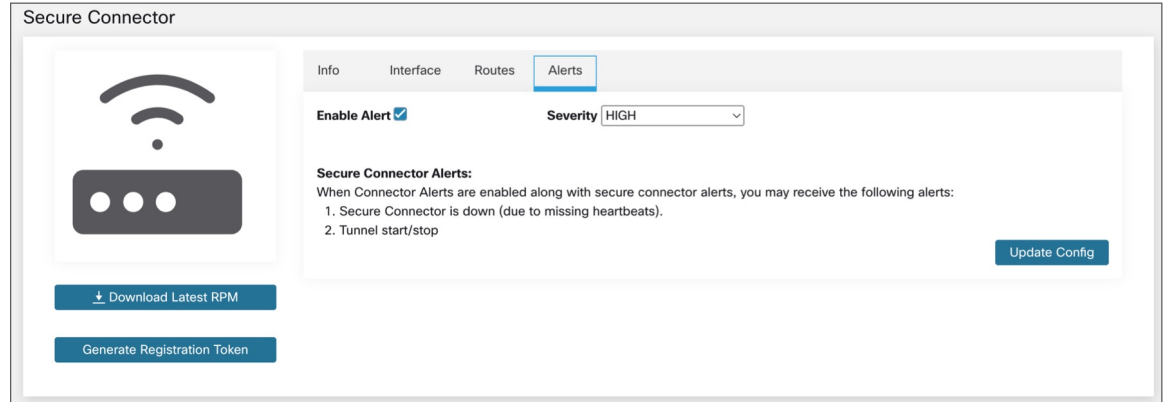 Secure Connector
Info Interface Routes Alerts
Enable Alert Severity HIGH
Secure Connector Alerts:
When Connector Alerts are enabled along with secure connector alerts, you may receive the following alerts:
1. Secure Connector is down (due to missing heartbeats).
2. Tunnel start/stop
Update Config
Download Latest RPM
Generate Registration Token